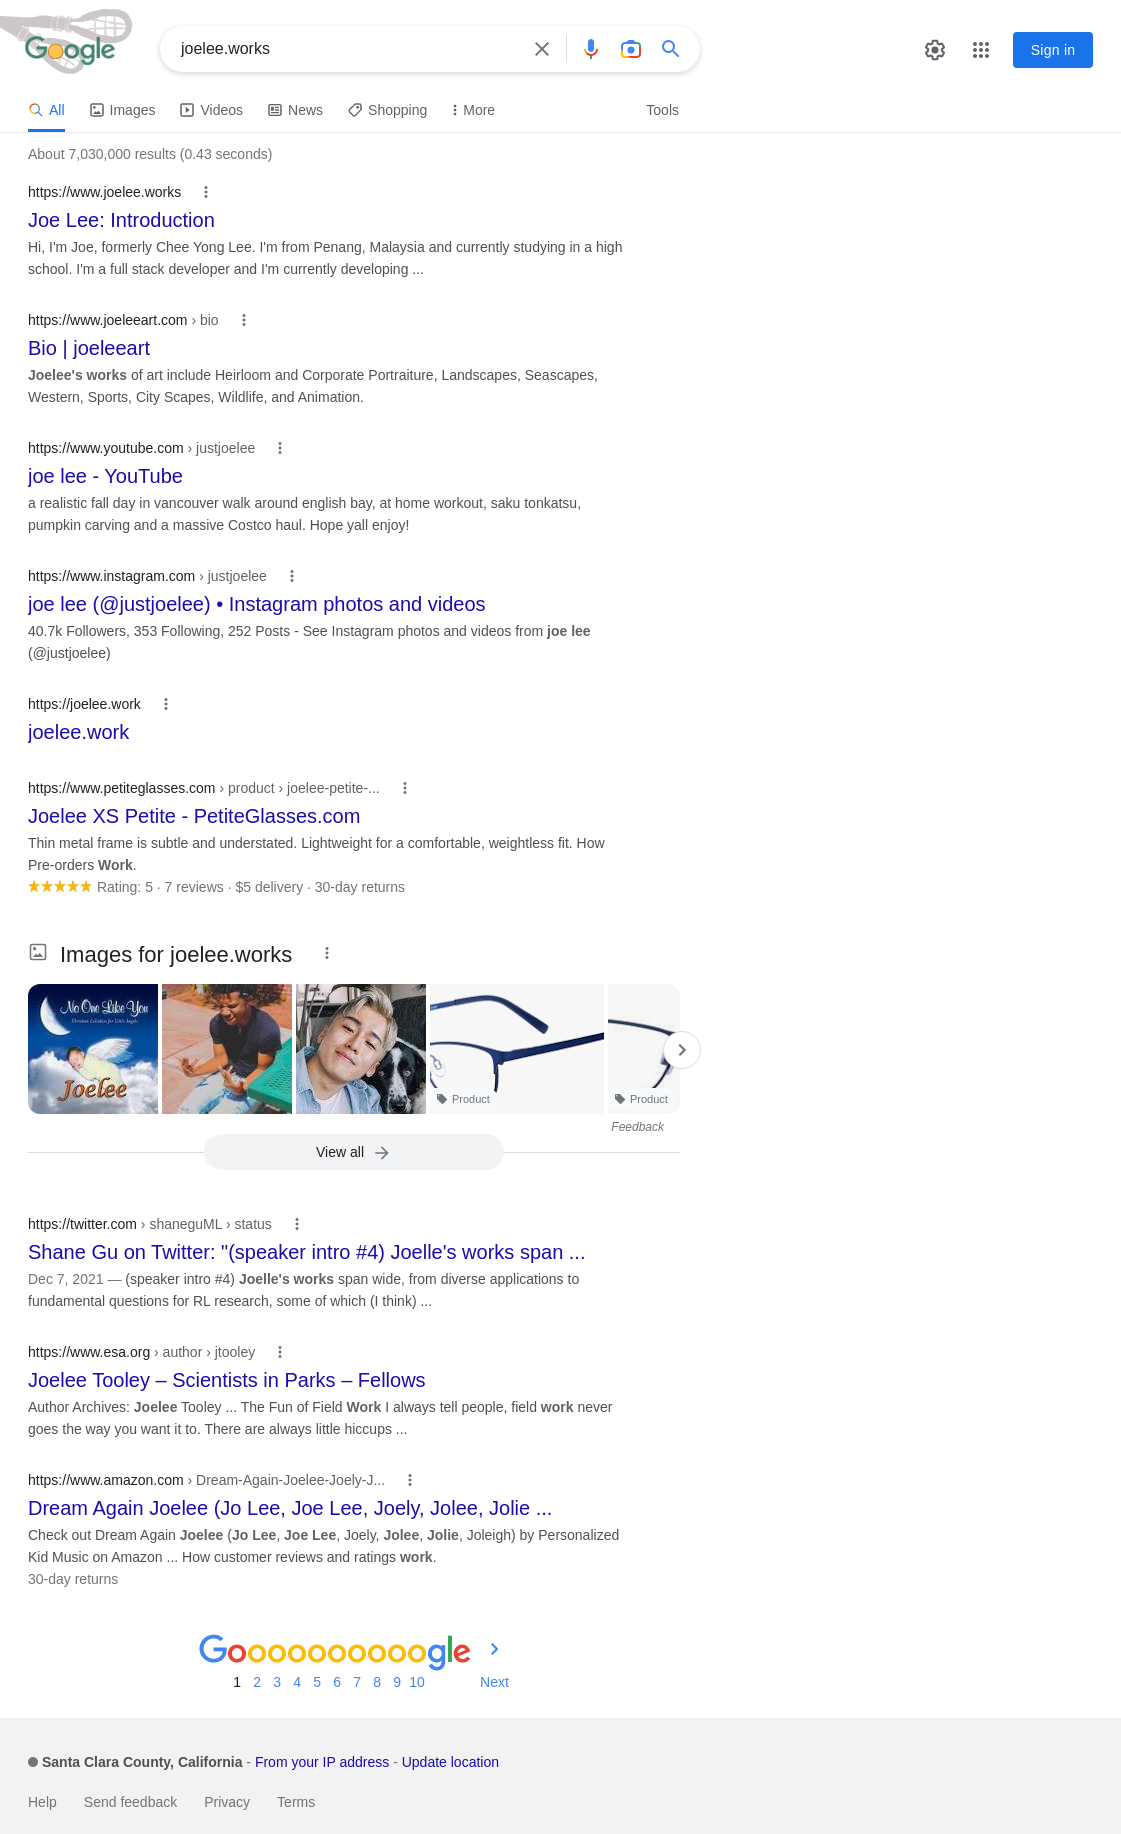 Google
joelee.works
Sign in
All
Images
Videos
News
Shopping
More
Tools
About 7,030,000 results (0.43 seconds)
https://www.joelee.works
Joe Lee: Introduction
Hi, I'm Joe, formerly Chee Yong Lee. I'm from Penang, Malaysia and currently studying in a high
school. I'm a full stack developer and I'm currently developing ...
https://www.joeleeart.com › bio
Bio | joeleeart
Joelee's works of art include Heirloom and Corporate Portraiture, Landscapes, Seascapes,
Western, Sports, City Scapes, Wildlife, and Animation.
https://www.youtube.com › justjoelee
joe lee - YouTube
a realistic fall day in vancouver walk around english bay, at home workout, saku tonkatsu,
pumpkin carving and a massive Costco haul. Hope yall enjoy!
https://www.instagram.com › justjoelee
joe lee (@justjoelee) • Instagram photos and videos
40.7k Followers, 353 Following, 252 Posts - See Instagram photos and videos from joe lee
(@justjoelee)
https://joelee.work
joelee.work
https://www.petiteglasses.com › product › joelee-petite-...
Joelee XS Petite - PetiteGlasses.com
Thin metal frame is subtle and understated. Lightweight for a comfortable, weightless fit. How
Pre-orders Work.
Rating: 5 · 7 reviews · $5 delivery · 30-day returns
Images for joelee.works
No One Like You
Christian Lullabies for Little Angels
Joelee
Product
Product
Feedback
View all
https://twitter.com › shaneguML › status
Shane Gu on Twitter: "(speaker intro #4) Joelle's works span ...
Dec 7, 2021 — (speaker intro #4) Joelle's works span wide, from diverse applications to
fundamental questions for RL research, some of which (I think) ...
https://www.esa.org › author › jtooley
Joelee Tooley – Scientists in Parks – Fellows
Author Archives: Joelee Tooley ... The Fun of Field Work I always tell people, field work never
goes the way you want it to. There are always little hiccups ...
https://www.amazon.com › Dream-Again-Joelee-Joely-J...
Dream Again Joelee (Jo Lee, Joe Lee, Joely, Jolee, Jolie ...
Check out Dream Again Joelee (Jo Lee, Joe Lee, Joely, Jolee, Jolie, Joleigh) by Personalized
Kid Music on Amazon ... How customer reviews and ratings work.
30-day returns
Goooooooooogle
1 2 3 4 5 6 7 8 9 10 Next
Santa Clara County, California - From your IP address - Update location
Help Send feedback Privacy Terms